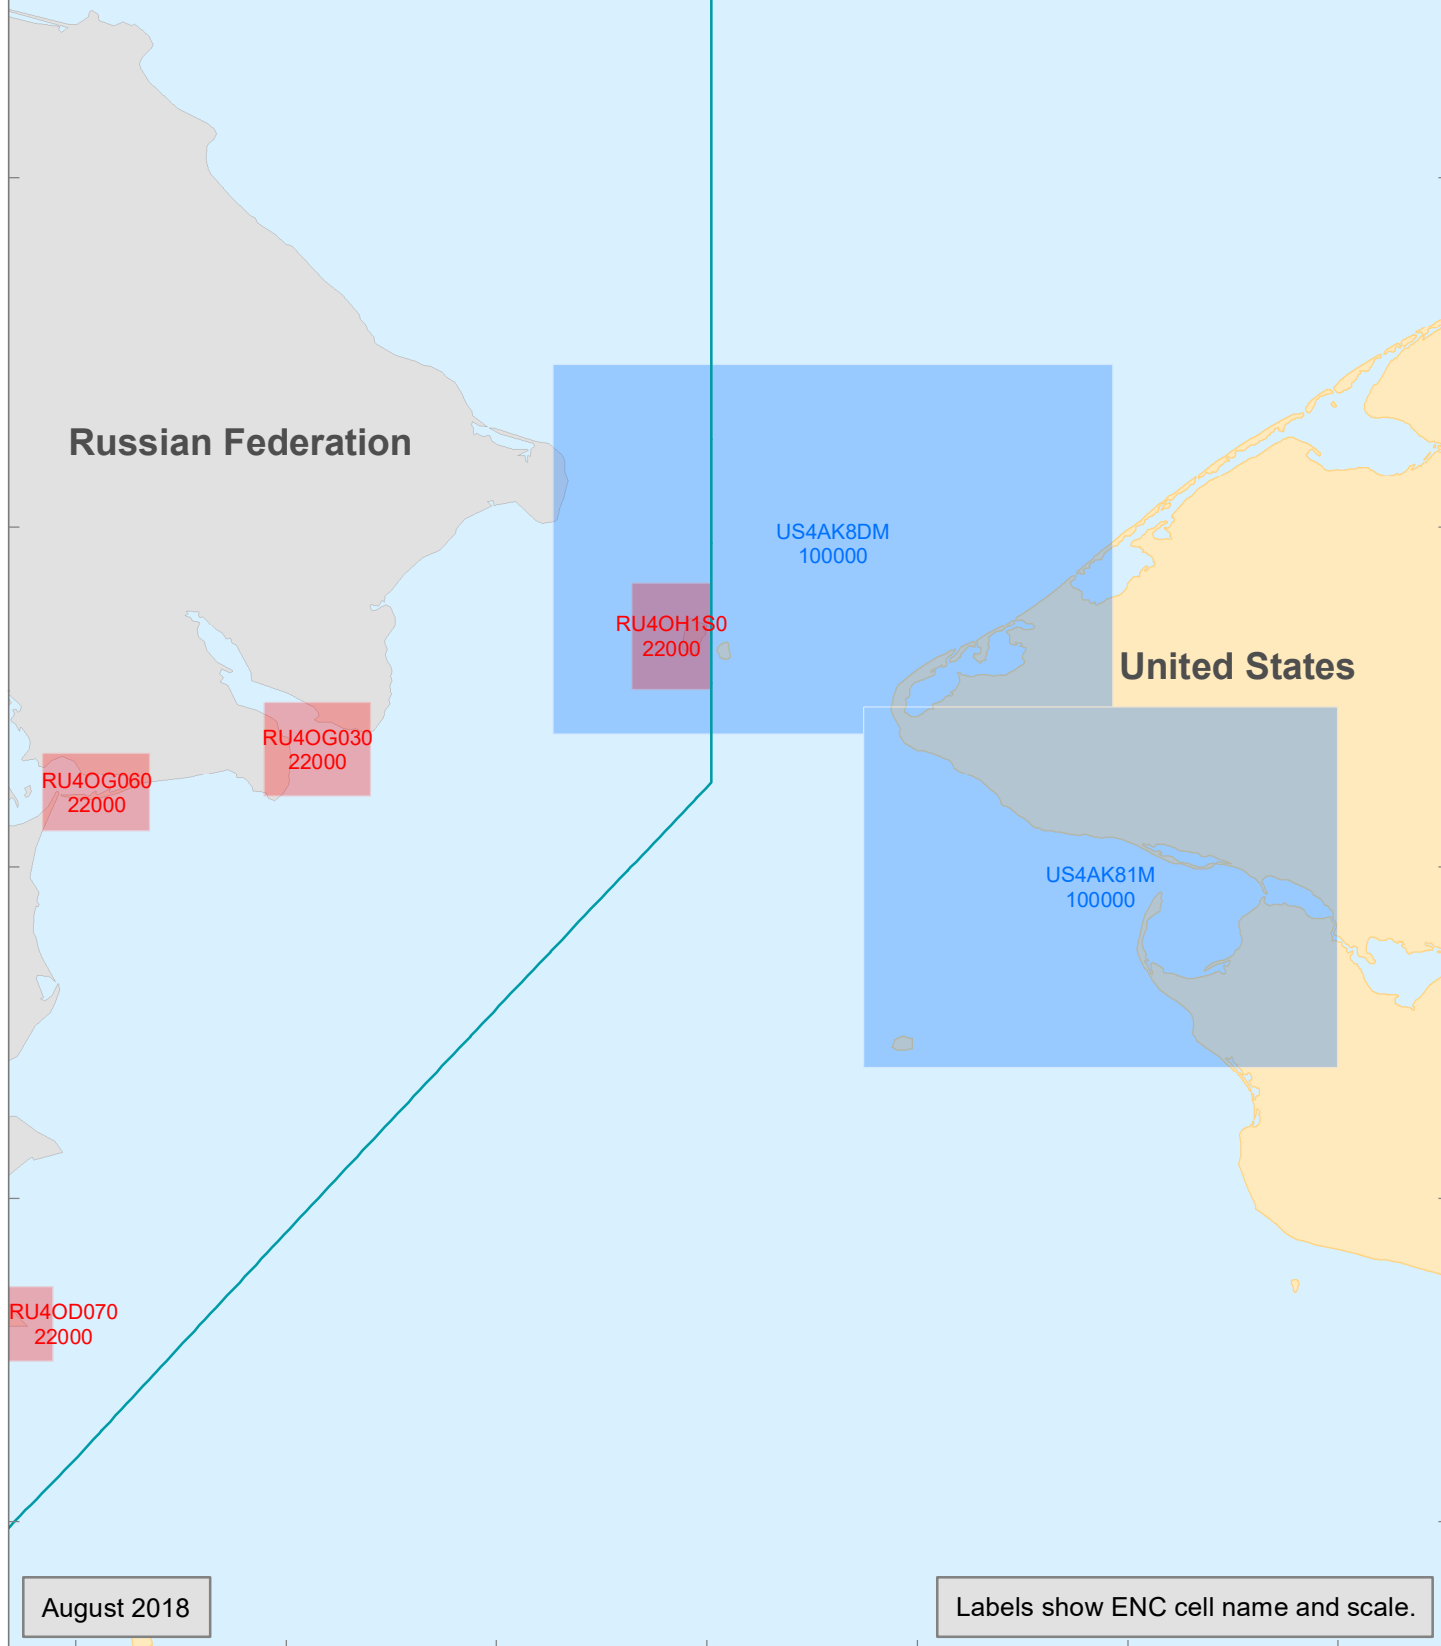 Russian Federation
US4AK8DM
100000
RU4OH1S0
22000
United States
RU4OG030
22000
RU4OG060
22000
US4AK81M
100000
RU4OD070
22000
August 2018
Labels show ENC cell name and scale.